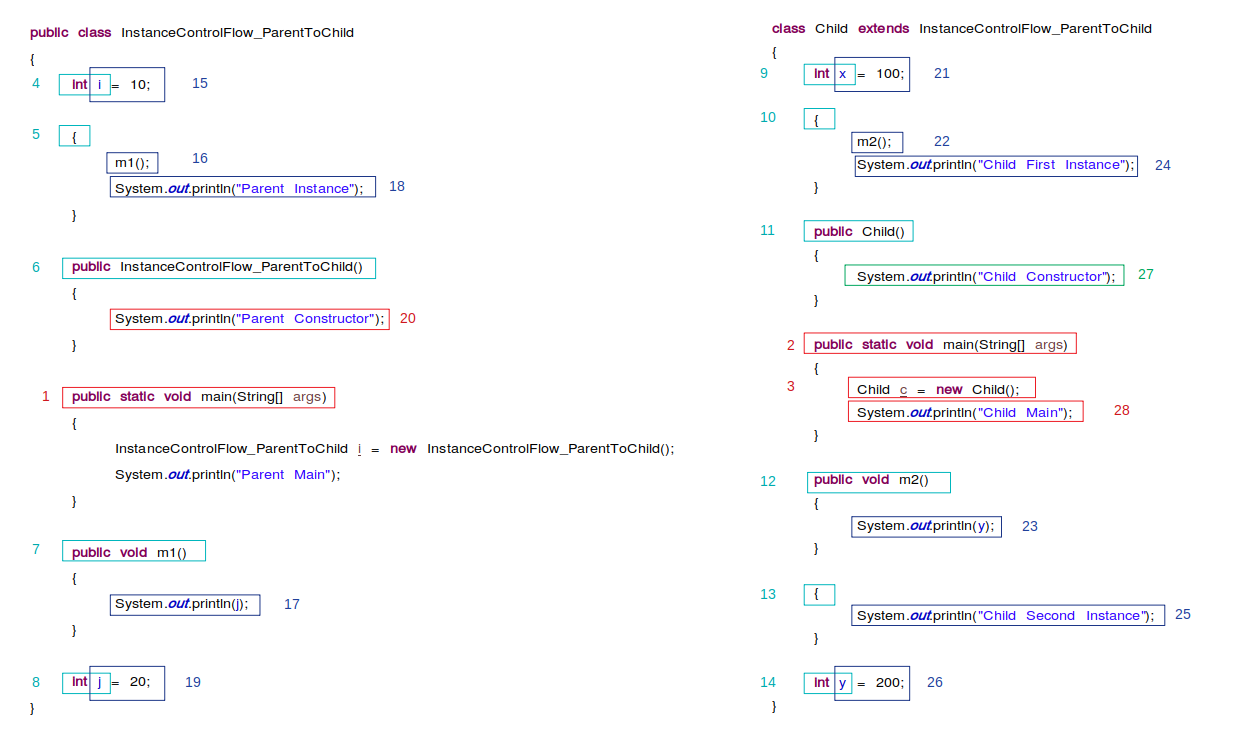 public class InstanceControlFlow_ParentToChild
{
4 int i = 10; 15
5 {
m1(); 16
System.out.println("Parent Instance"); 18
}
6 public InstanceControlFlow_ParentToChild()
{
System.out.println("Parent Constructor"); 20
}
1 public static void main(String[] args)
{
InstanceControlFlow_ParentToChild i = new InstanceControlFlow_ParentToChild();
System.out.println("Parent Main");
}
7 public void m1()
{
System.out.println(j); 17
}
8 int j = 20; 19
}
class Child extends InstanceControlFlow_ParentToChild
{
9 int x = 100; 21
10 {
m2(); 22
System.out.println("Child First Instance"); 24
}
11 public Child()
{
System.out.println("Child Constructor"); 27
}
2 public static void main(String[] args)
{
3 Child c = new Child();
System.out.println("Child Main"); 28
}
12 public void m2()
{
System.out.println(y); 23
}
13 {
System.out.println("Child Second Instance"); 25
}
14 int y = 200; 26
}